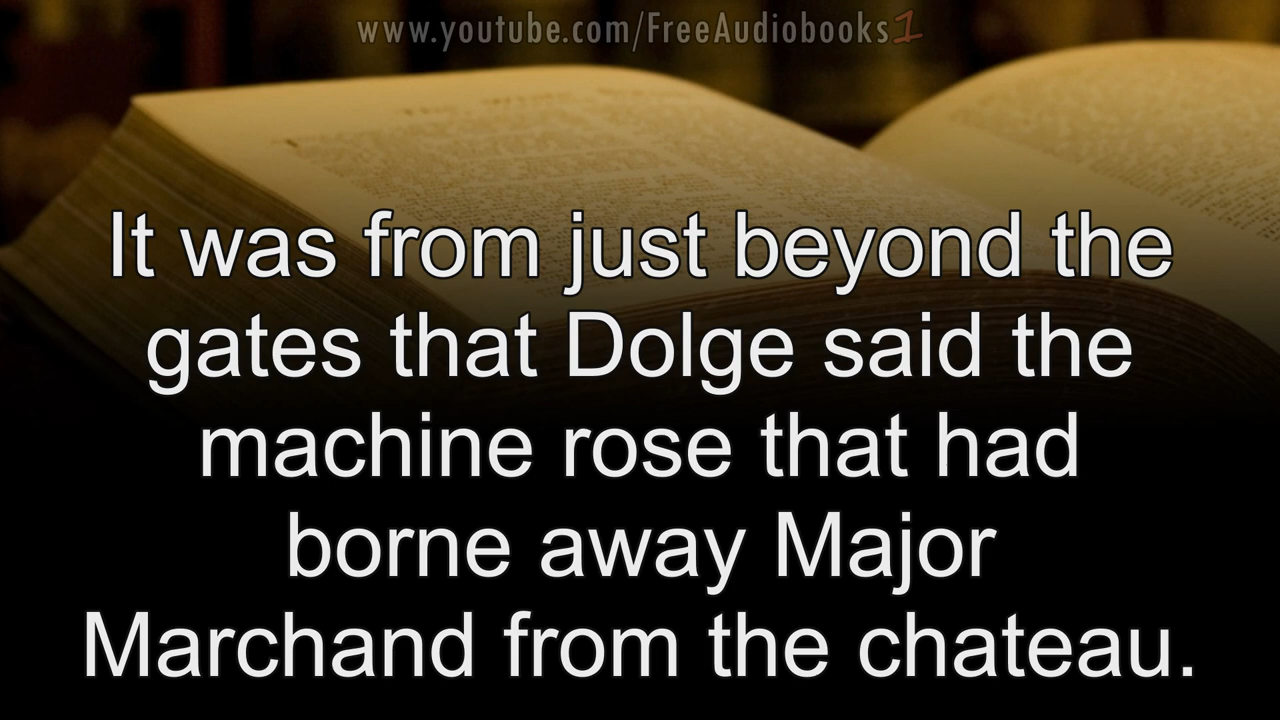 www.youtube.com/FreeAudiobooks1
It was from just beyond the
gates that Dolge said the
machine rose that had
borne away Major
Marchand from the chateau.